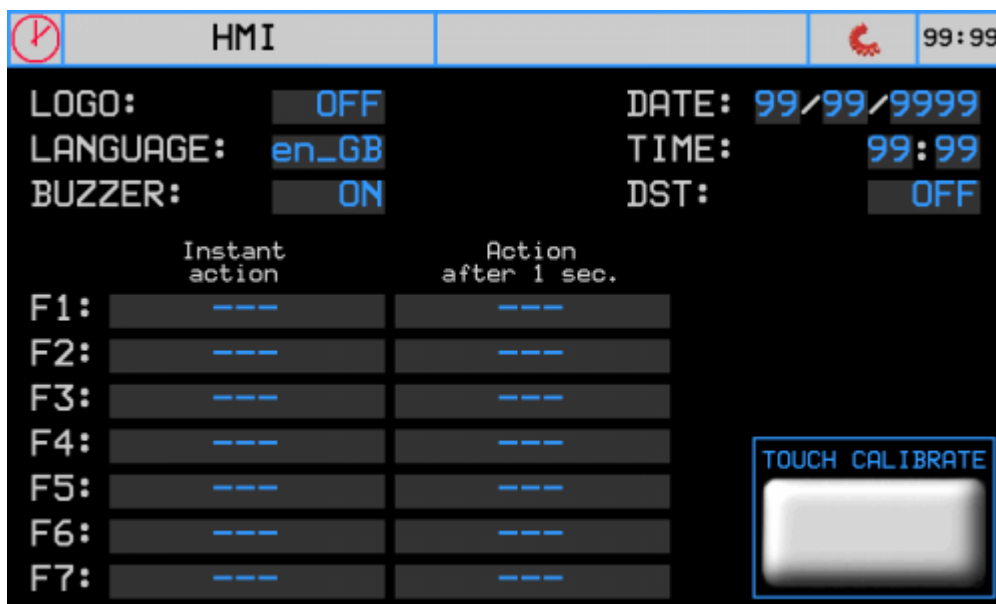 HMI 99:99
LOGO: OFF DATE: 99/99/9999
LANGUAGE: en_GB TIME: 99:99
BUZZER: ON DST: OFF
Instant action Action after 1 sec.
F1: --- ---
F2: --- ---
F3: --- ---
F4: --- ---
TOUCH CALIBRATE
F5: --- ---
F6: --- ---
F7: --- ---